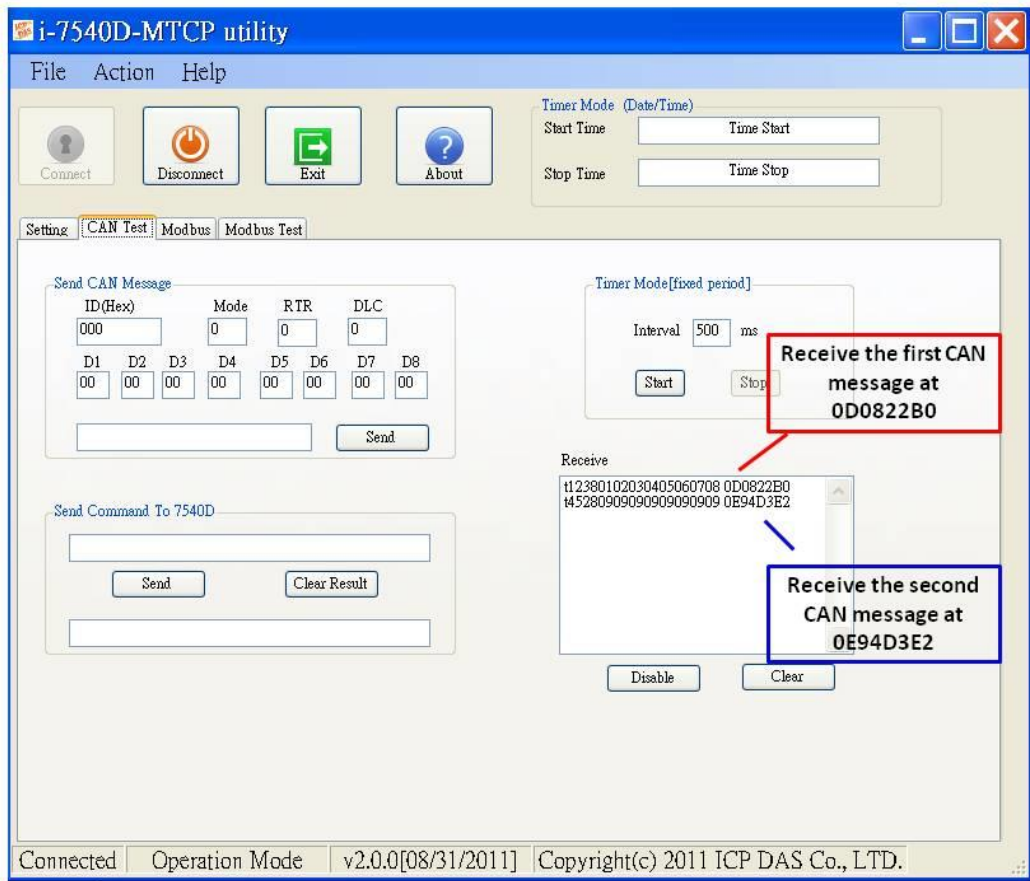 i-7540D-MTCP utility
File Action Help
Connect Disconnect Exit About
Timer Mode (Date/Time)
Start Time Time Start
Stop Time Time Stop
Setting CAN Test Modbus Modbus Test
Send CAN Message
ID(Hex) Mode RTR DLC
000 0 0 0
D1 D2 D3 D4 D5 D6 D7 D8
00 00 00 00 00 00 00 00
Send
Send Command To 7540D
Send Clear Result
Timer Mode[fixed period]
Interval 500 ms
Start Stop
Receive the first CAN
message at
0D0822B0
Receive
t12380102030405060708 0D0822B0
t45280909090909090909 0E94D3E2
Receive the second
CAN message at
0E94D3E2
Disable Clear
Connected Operation Mode v2.0.0[08/31/2011] Copyright(c) 2011 ICP DAS Co., LTD.